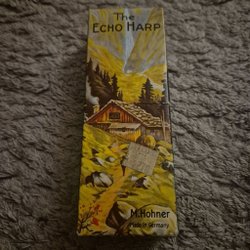 The
ECHO HARP
M. Hohner
Made in Germany